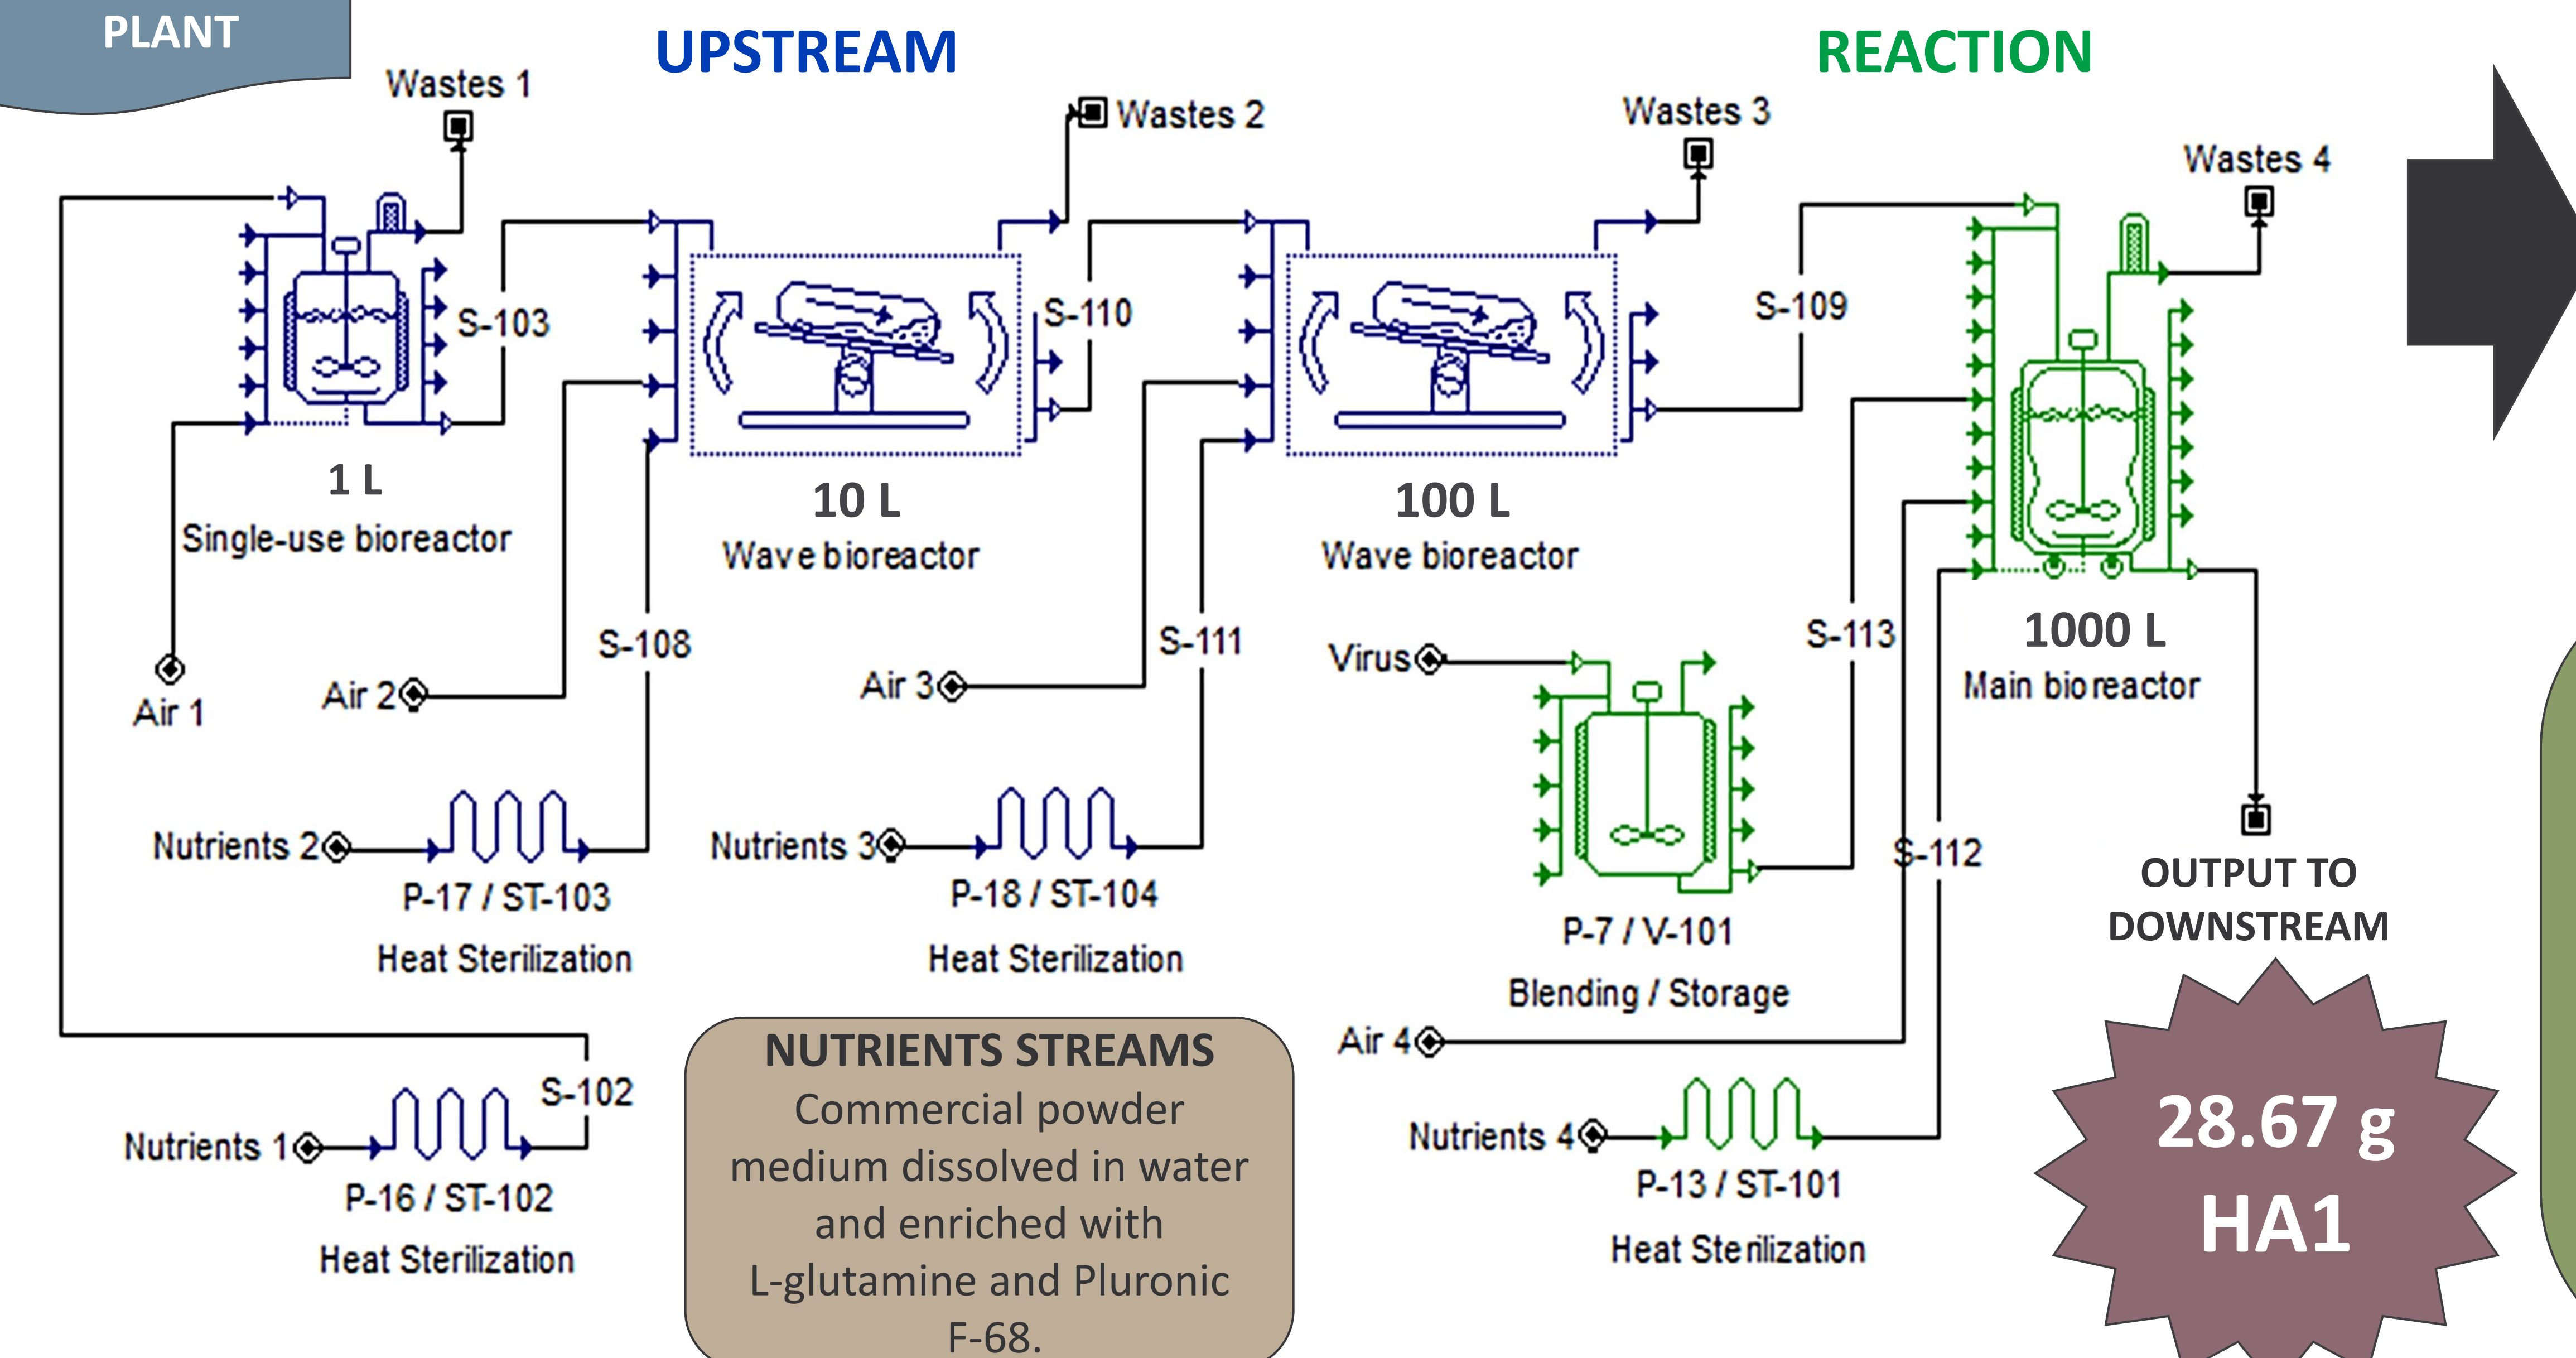 PLANT
UPSTREAM
REACTION
Wastes 1
Wastes 2
Wastes 3
Wastes 4
S-103
S-110
S-109
1 L
Single-use bioreactor
10 L
Wave bioreactor
100 L
Wave bioreactor
1000 L
Main bioreactor
S-108
S-111
S-113
Virus
Air 1
Air 2
Air 3
Nutrients 2
P-17 / ST-103
Heat Sterilization
Nutrients 3
P-18 / ST-104
Heat Sterilization
P-7 / V-101
Blending / Storage
S-112
OUTPUT TO
DOWNSTREAM
Air 4
S-102
Nutrients 1
P-16 / ST-102
Heat Sterilization
NUTRIENTS STREAMS
Commercial powder
medium dissolved in water
and enriched with
L-glutamine and Pluronic
F-68.
Nutrients 4
P-13 / ST-101
Heat Sterilization
28.67 g
HA1